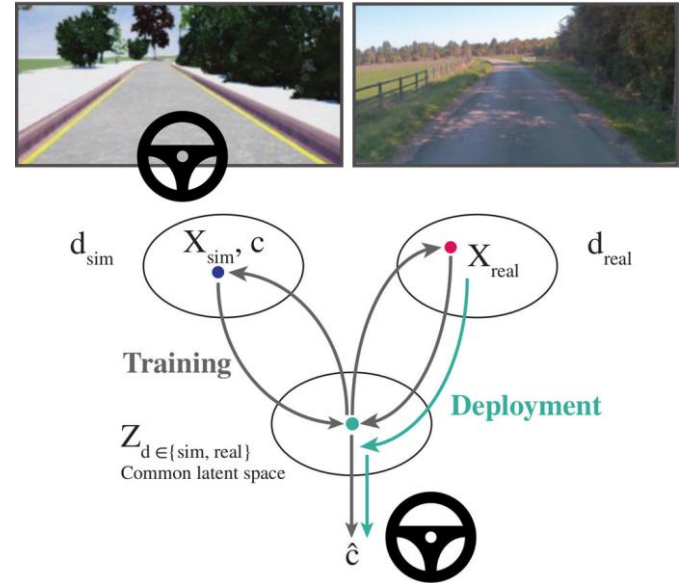 d_sim
X_sim, c
X_real
d_real
Training
Deployment
Z_d ∈{sim, real}
Common latent space
ĉ